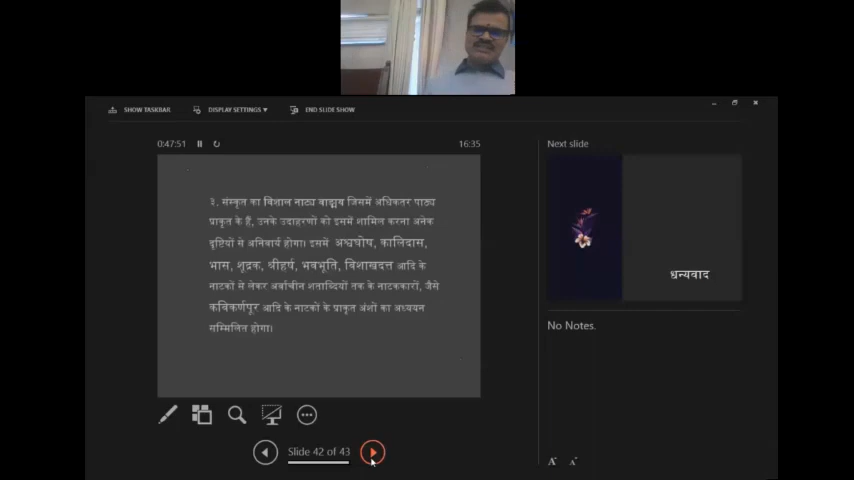 SHOW TASKBAR DISPLAY SETTINGS ▼ END SLIDE SHOW
0:47:51 16:35 Next slide
३. संस्कृत का विशाल नाट्य वाङ्मय जिसमें अधिकतर पाठ्य
प्राकृत के हैं, उनके उदाहरणों को इसमें शामिल करना अनेक
दृष्टियों से अनिवार्य होगा। इसमें अश्वघोष, कालिदास,
भास, शूद्रक, श्रीहर्ष, भवभूति, विशाखदत्त आदि के
नाटकों से लेकर अर्वाचीन शताब्दियों तक के नाटककारों, जैसे
कविकर्णपूर आदि के नाटकों के प्राकृत अंशों का अध्ययन
सम्मिलित होगा।
धन्यवाद
No Notes.
Slide 42 of 43
A A